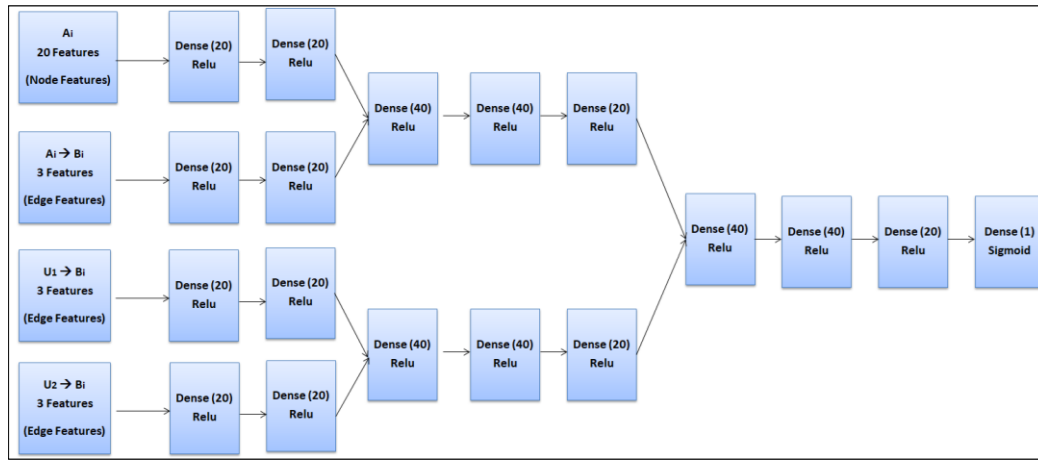 Ai
20 Features
(Node Features)
Dense (20)
Relu
Dense (20)
Relu
Ai → Bi
3 Features
(Edge Features)
Dense (20)
Relu
Dense (20)
Relu
Dense (40)
Relu
Dense (40)
Relu
Dense (20)
Relu
U1 → Bi
3 Features
(Edge Features)
Dense (20)
Relu
Dense (20)
Relu
U2 → Bi
3 Features
(Edge Features)
Dense (20)
Relu
Dense (20)
Relu
Dense (40)
Relu
Dense (40)
Relu
Dense (20)
Relu
Dense (40)
Relu
Dense (40)
Relu
Dense (20)
Relu
Dense (1)
Sigmoid